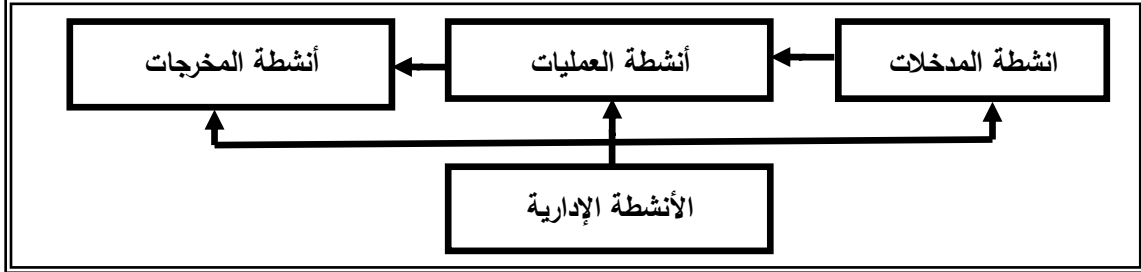 انشطة المدخلات
أنشطة العمليات
أنشطة المخرجات
الأنشطة الإدارية